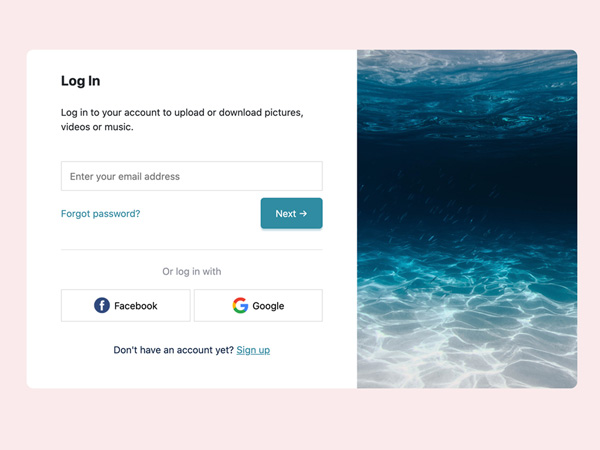 Log In
Log in to your account to upload or download pictures,
videos or music.
Enter your email address
Forgot password?
Next →
Or log in with
Facebook
Google
Don't have an account yet? Sign up